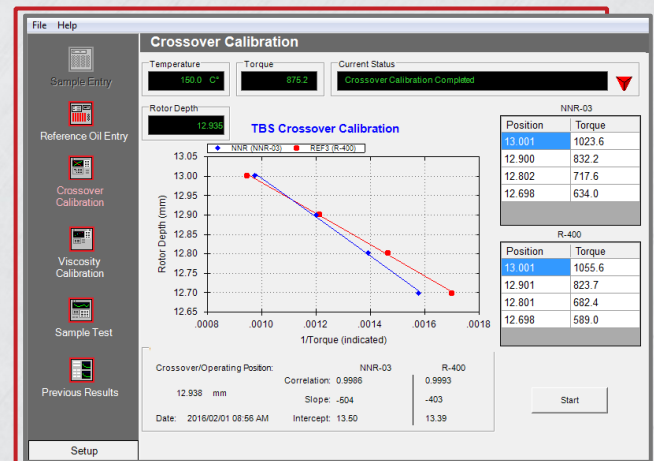 File Help
Crossover Calibration
Sample Entry
Reference Oil Entry
Crossover
Calibration
Viscosity
Calibration
Sample Test
Previous Results
Setup
Temperature
150.0 C°
Torque
875.2
Current Status
Crossover Calibration Completed
Rotor Depth
12.935
TBS Crossover Calibration
NNR (NNR-03) REF3 (R-400)
Rotor Depth (mm)
13.05
13.00
12.95
12.90
12.85
12.80
12.75
12.70
12.65
.0008 .0010 .0012 .0014 .0016 .0018
1/Torque (indicated)
NNR-03
Position Torque
13.001 1023.6
12.900 832.2
12.802 717.6
12.698 634.0
R-400
Position Torque
13.001 1055.6
12.901 823.7
12.801 682.4
12.698 589.0
Crossover/Operating Position: NNR-03 R-400
Correlation: 0.9986 0.9993
12.938 mm Slope: -504 -403
Date: 2016/02/01 08:56 AM Intercept: 13.50 13.39
Start